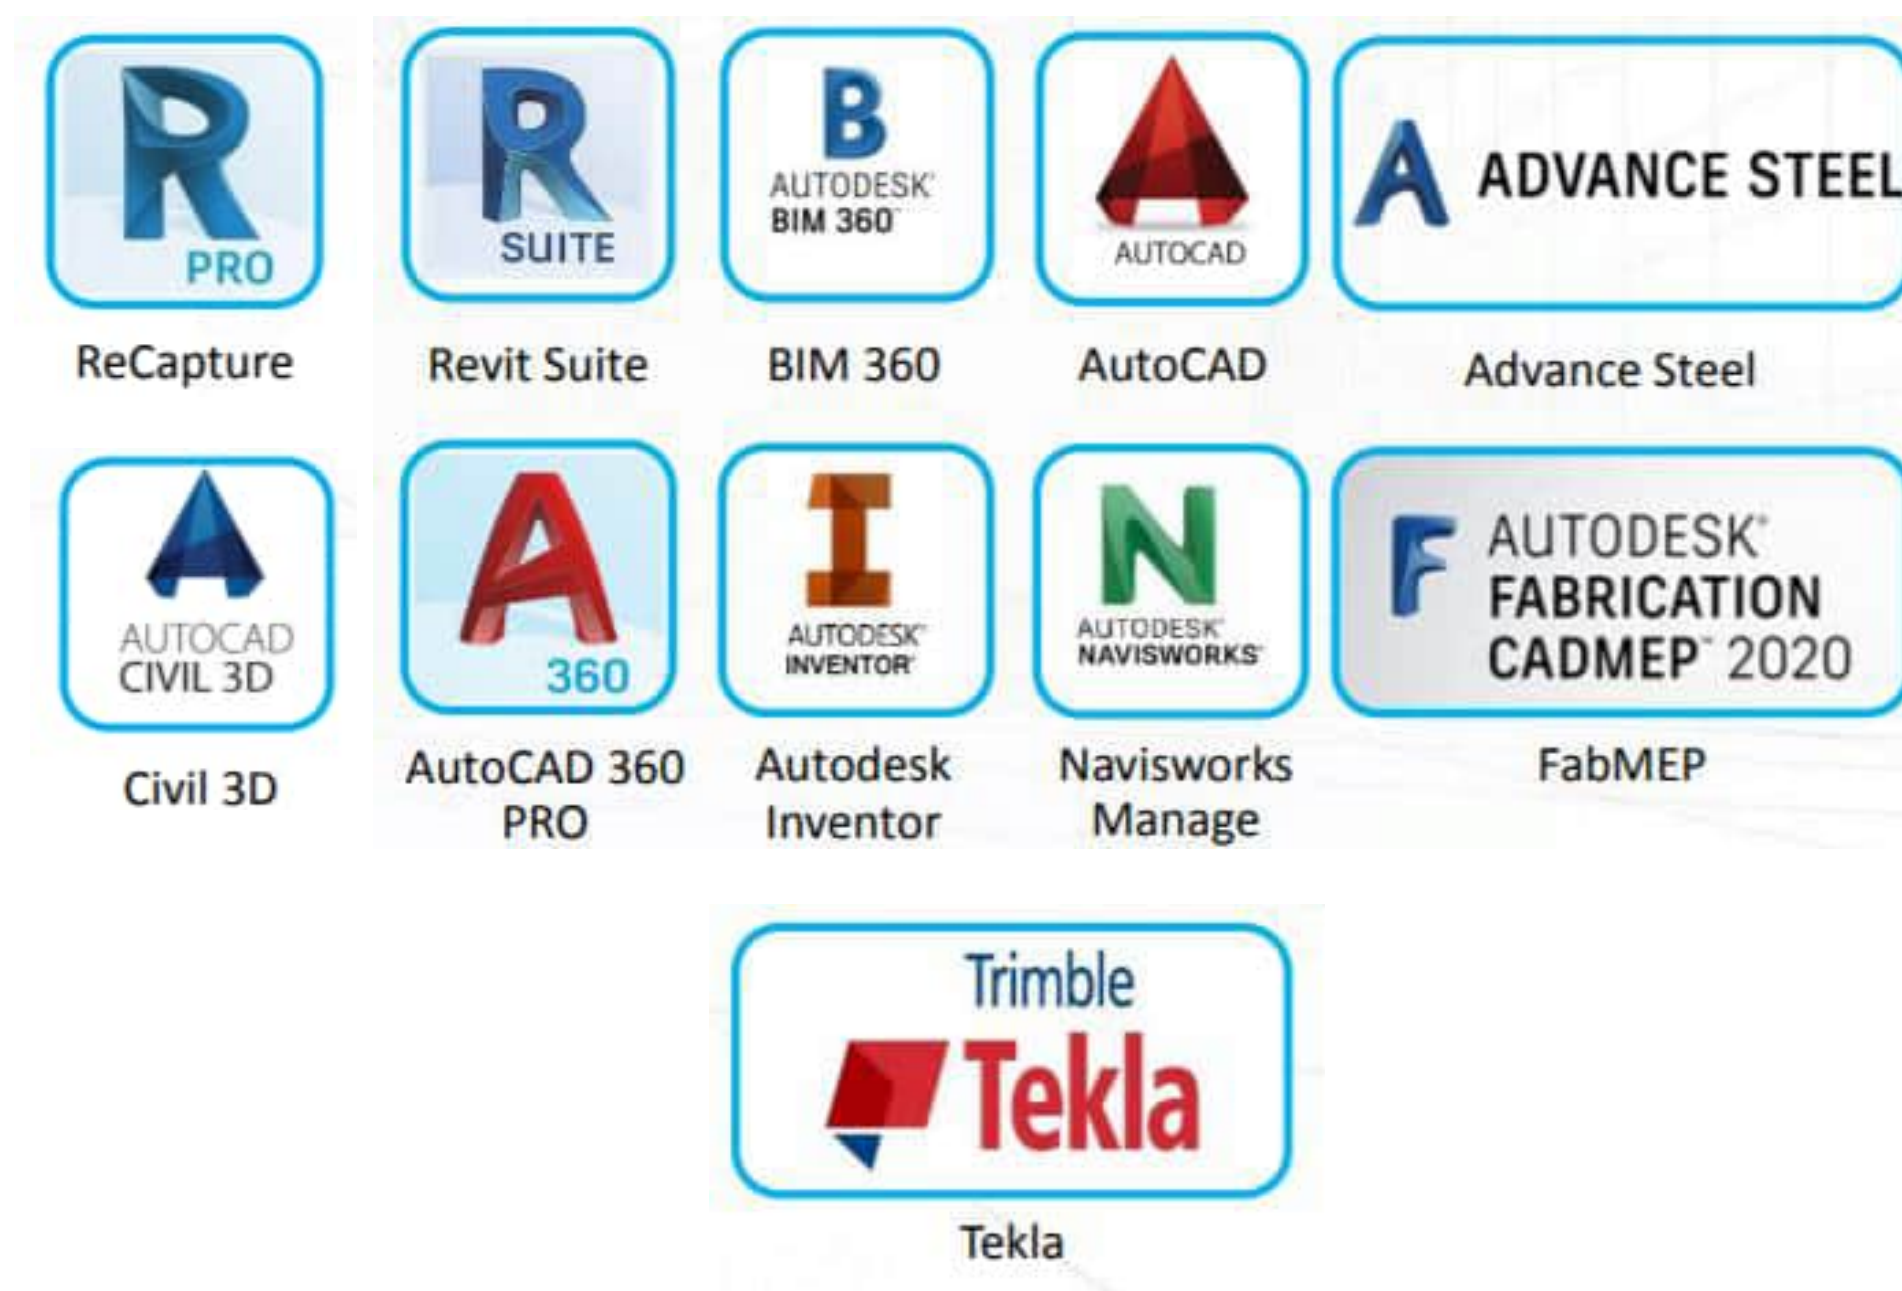 PRO
ReCapture
SUITE
Revit Suite
B
AUTODESK®
BIM 360™
BIM 360
AUTOCAD
AutoCAD
ADVANCE STEEL
Advance Steel
AUTOCAD
CIVIL 3D
Civil 3D
360
AutoCAD 360
PRO
I
AUTODESK®
INVENTOR®
Autodesk
Inventor
N
AUTODESK®
NAVISWORKS®
Navisworks
Manage
F
AUTODESK®
FABRICATION
CADMEP™ 2020
FabMEP
Trimble
Tekla
Tekla